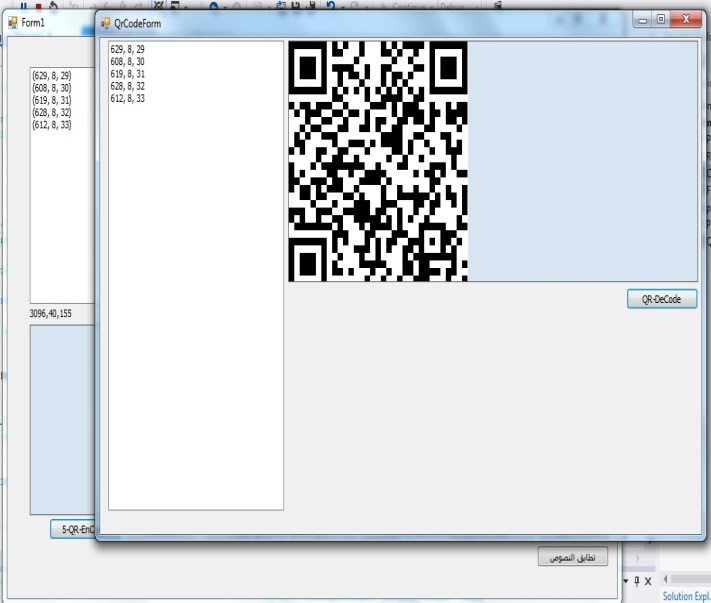 Form1
QrCodeForm
(629, 8, 29)
(608, 8, 30)
(619, 8, 31)
(628, 8, 32)
(612, 8, 33)
629, 8, 29
608, 8, 30
619, 8, 31
628, 8, 32
612, 8, 33
QR-DeCode
3096,40,155
5-QR-EnC
تطابق النصوص
Solution Expl.